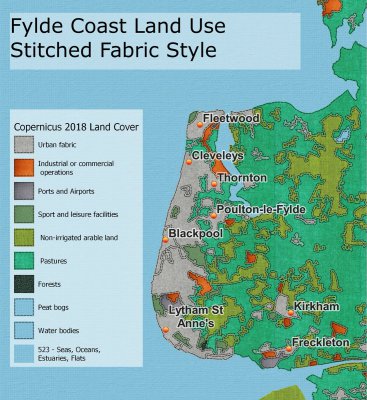 Fylde Coast Land Use
Stitched Fabric Style
Copernicus 2018 Land Cover
Urban fabric
Industrial or commercial
operations
Ports and Airports
Sport and leisure facilities
Non-irrigated arable land
Pastures
Forests
Peat bogs
Water bodies
523 - Seas, Oceans,
Estuaries, Flats
Fleetwood
Cleveleys
Thornton
Poulton-le-Fylde
Blackpool
Lytham St
Anne's
Kirkham
Freckleton